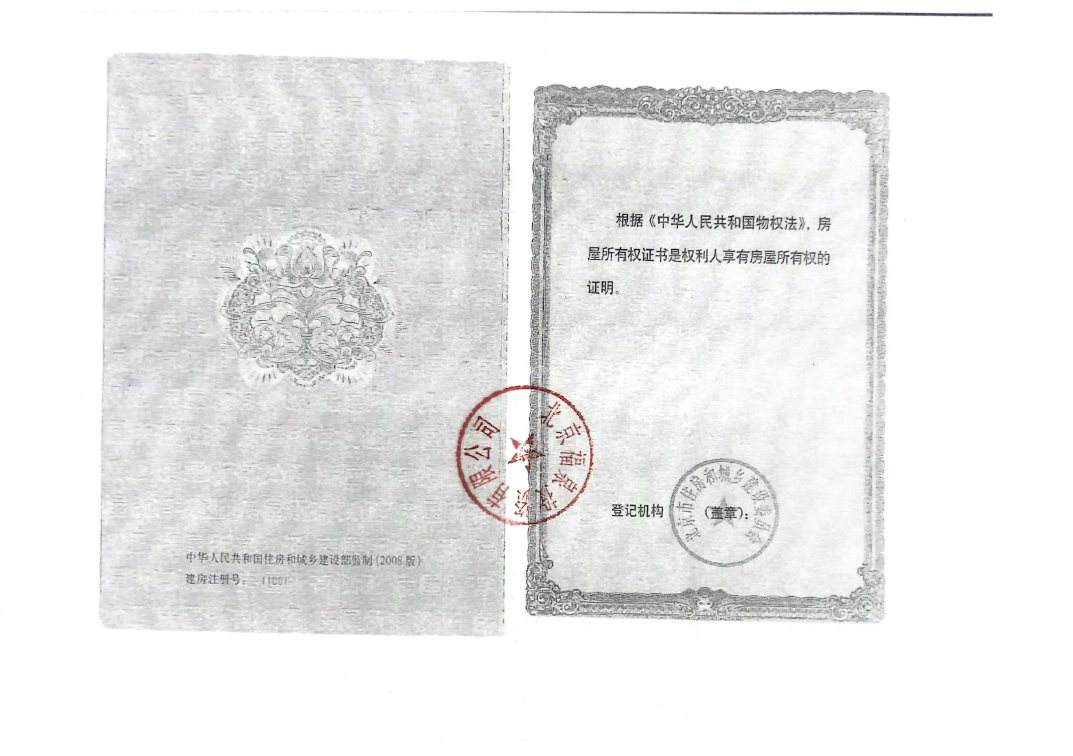 中华人民共和国住房和城乡建设部监制(2008版)
建房注册号:
根据《中华人民共和国物权法》,房
屋所有权证书是权利人享有房屋所有权的
证明。
登记机构 (盖章):
北京市住房和城乡建设委员会
北京福景投资有限公司